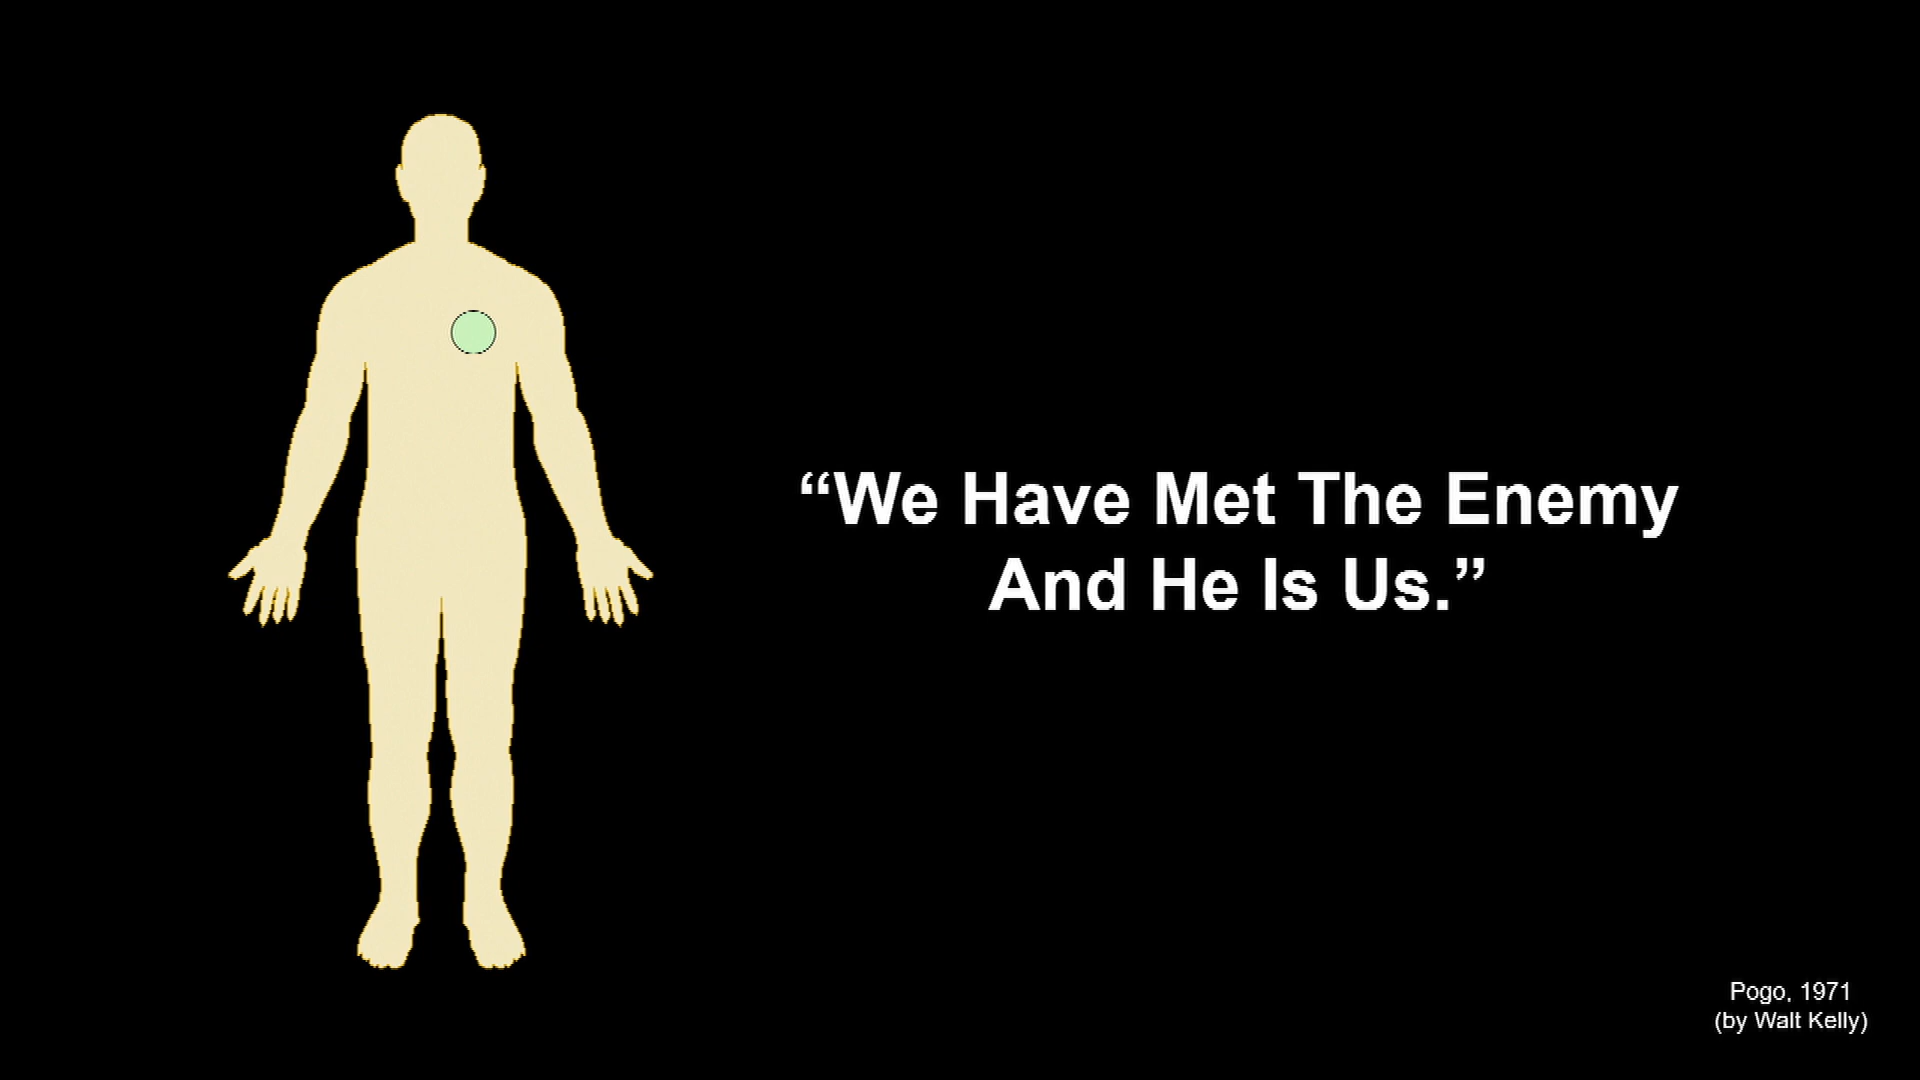 “We Have Met The Enemy
And He Is Us.”
Pogo, 1971
(by Walt Kelly)